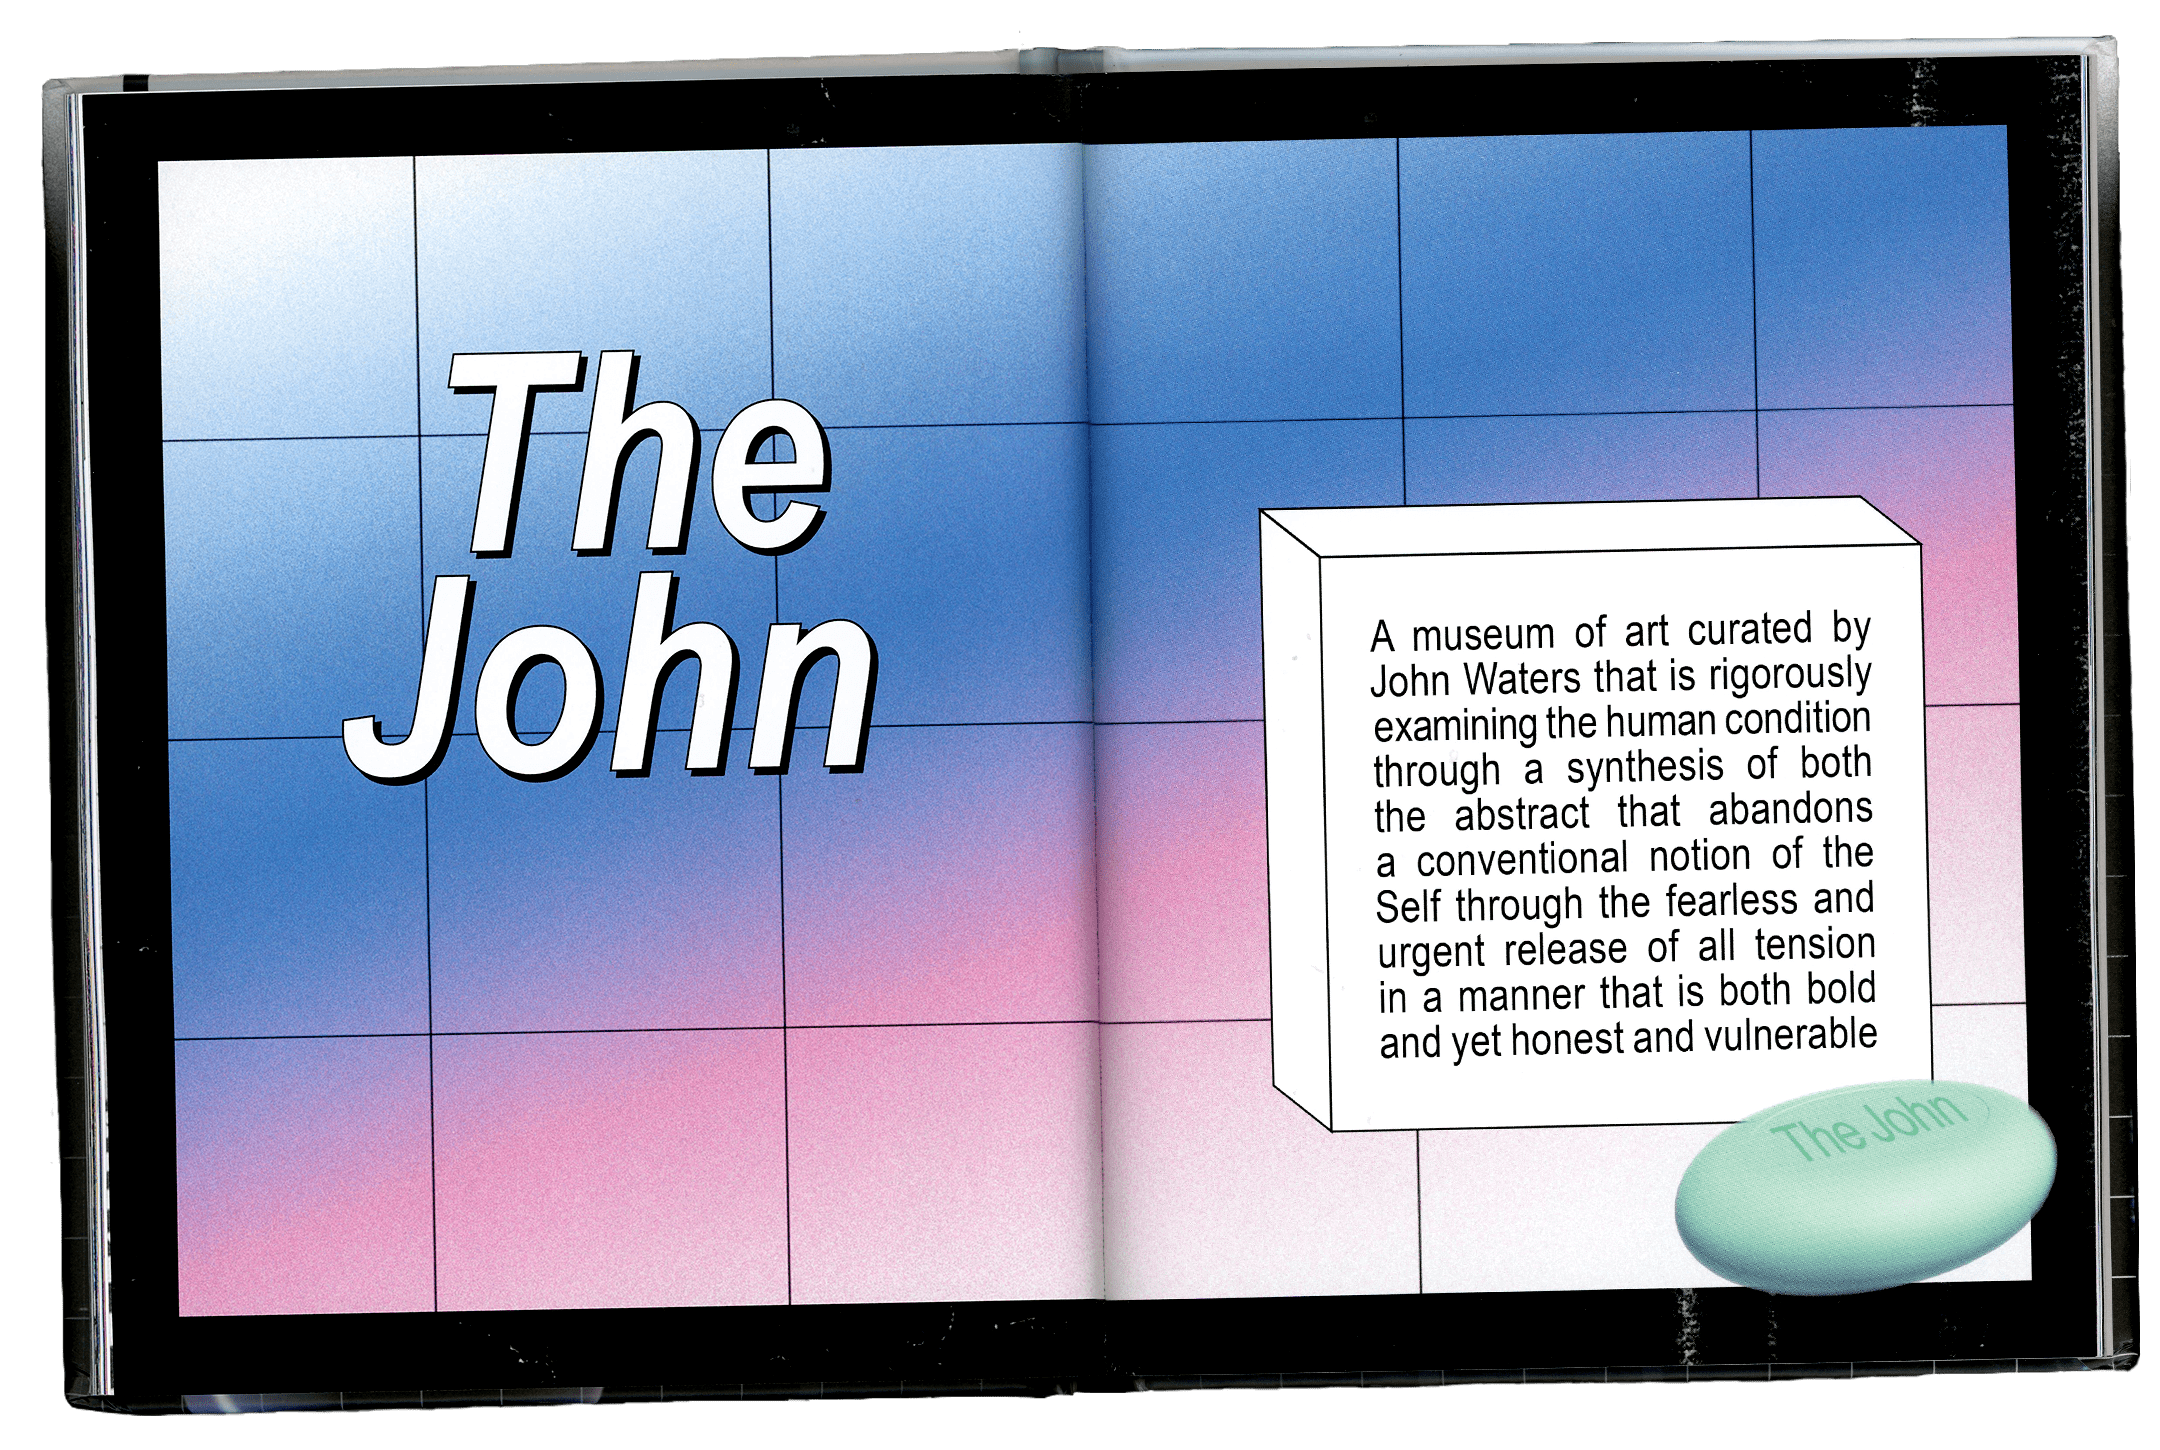 The
John
A museum of art curated by
John Waters that is rigorously
examining the human condition
through a synthesis of both
the abstract that abandons
a conventional notion of the
Self through the fearless and
urgent release of all tension
in a manner that is both bold
and yet honest and vulnerable
The John